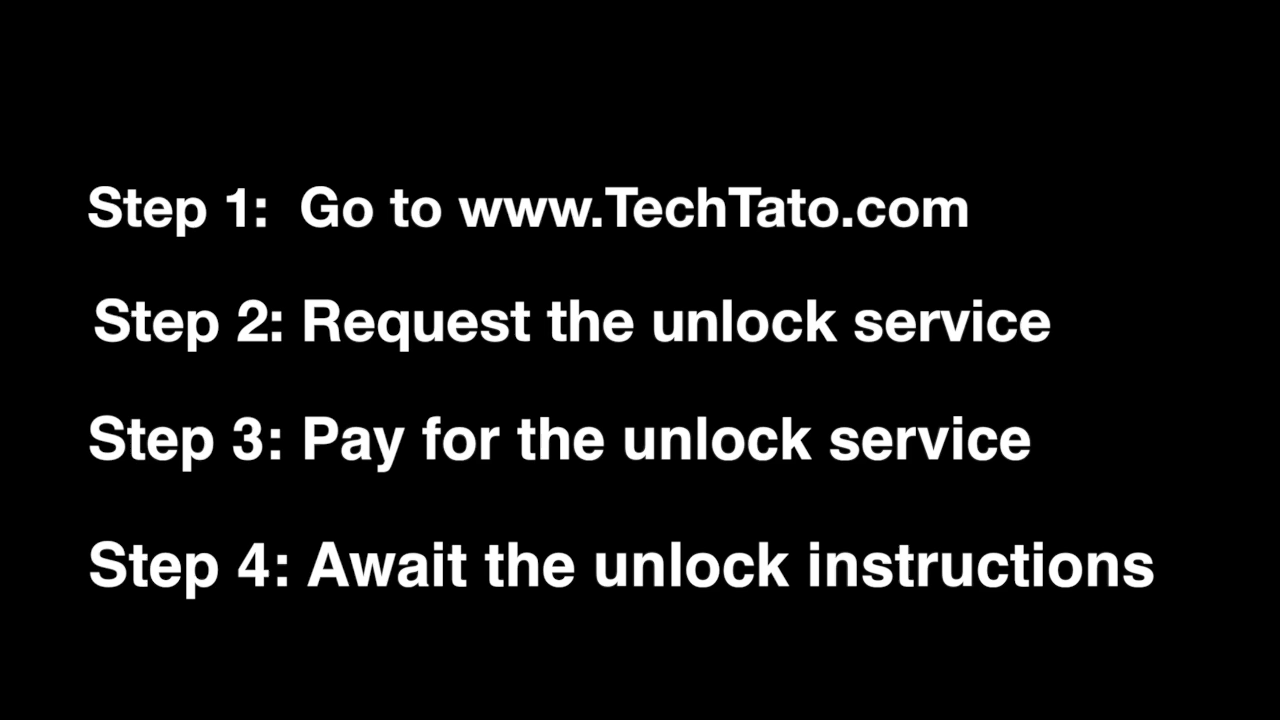 Step 1: Go to www.TechTato.com
Step 2: Request the unlock service
Step 3: Pay for the unlock service
Step 4: Await the unlock instructions